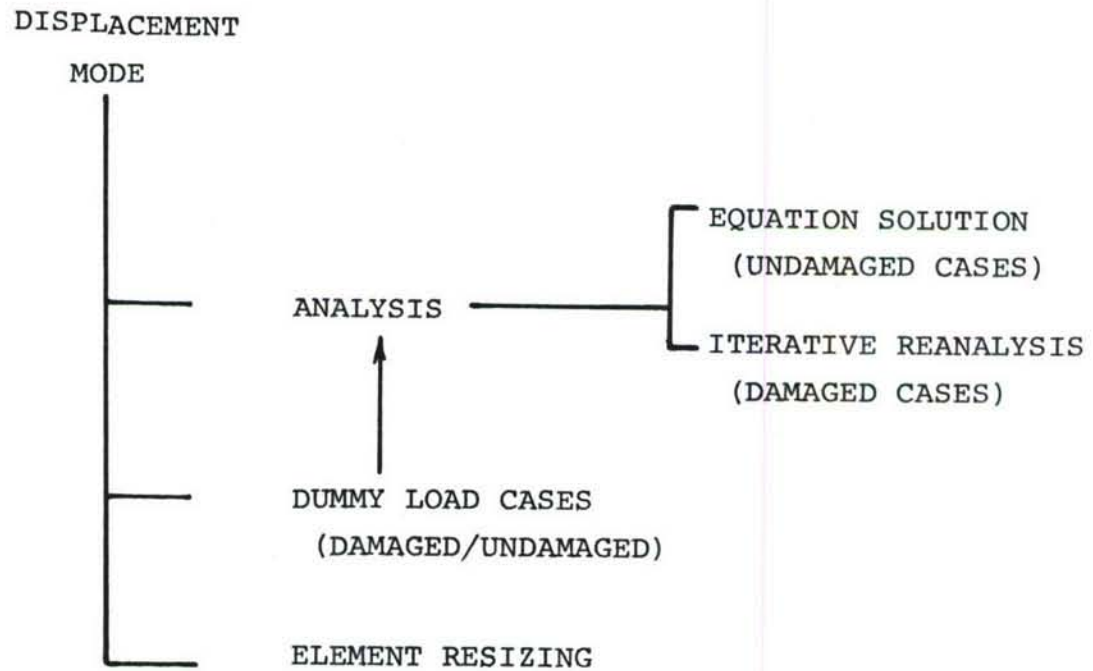 DISPLACEMENT
MODE
EQUATION SOLUTION
(UNDAMAGED CASES)
ANALYSIS
ITERATIVE REANALYSIS
(DAMAGED CASES)
DUMMY LOAD CASES
(DAMAGED/UNDAMAGED)
ELEMENT RESIZING